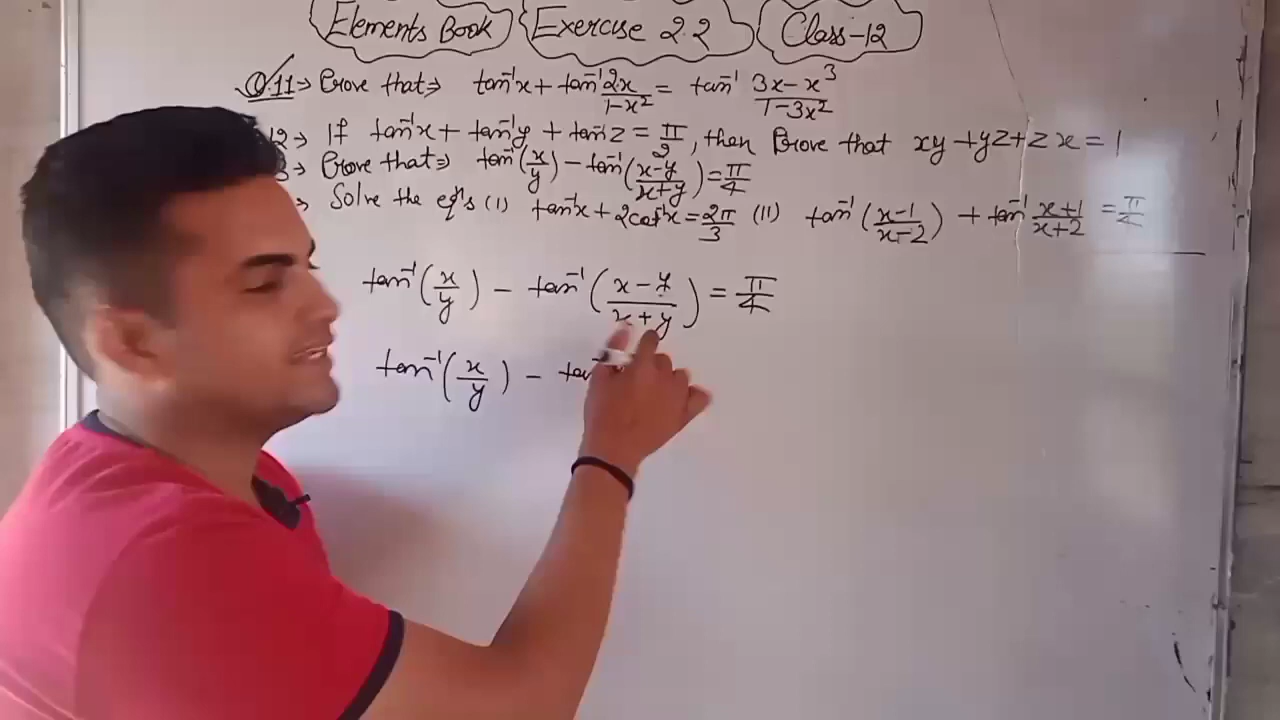 Elements Book Exercise 2.2 Class-12
Q.11 → Prove that → tan⁻¹x + tan⁻¹ 2x/1-x² = tan⁻¹ 3x-x³/1-3x²
12 → If tan⁻¹x + tan⁻¹y + tan⁻¹z = π/2, then Prove that xy + yz + zx = 1
3 → Prove that → tan⁻¹(x/y) - tan⁻¹(x-y/x+y) = π/4
→ Solve the eqⁿs (I) tan⁻¹x + 2cot⁻¹x = 2π/3 (II) tan⁻¹(x-1/x-2) + tan⁻¹ x+1/x+2 = π/4
tan⁻¹(x/y) - tan⁻¹(x-y/x+y) = π/4
tan⁻¹(x/y) - tan